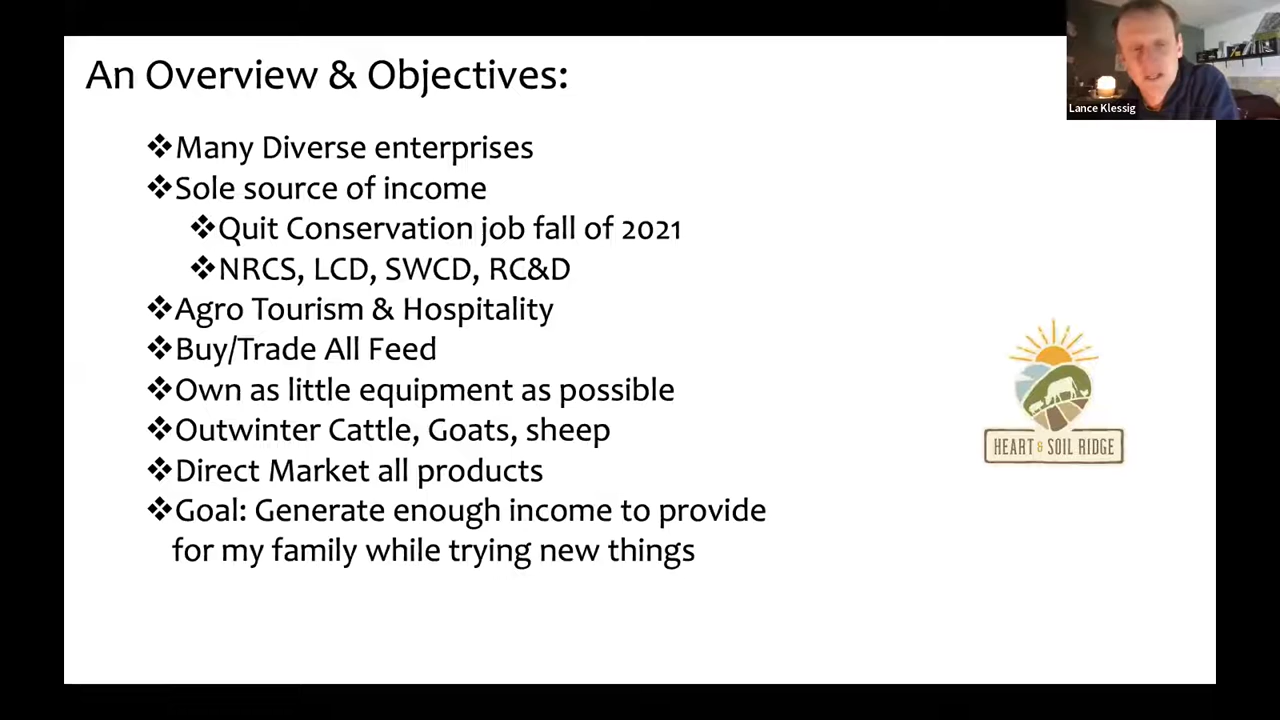 An Overview & Objectives:
❖Many Diverse enterprises
❖Sole source of income
❖Quit Conservation job fall of 2021
❖NRCS, LCD, SWCD, RC&D
❖Agro Tourism & Hospitality
❖Buy/Trade All Feed
❖Own as little equipment as possible
❖Outwinter Cattle, Goats, sheep
❖Direct Market all products
❖Goal: Generate enough income to provide
for my family while trying new things
Lance Klessig
HEART & SOIL RIDGE